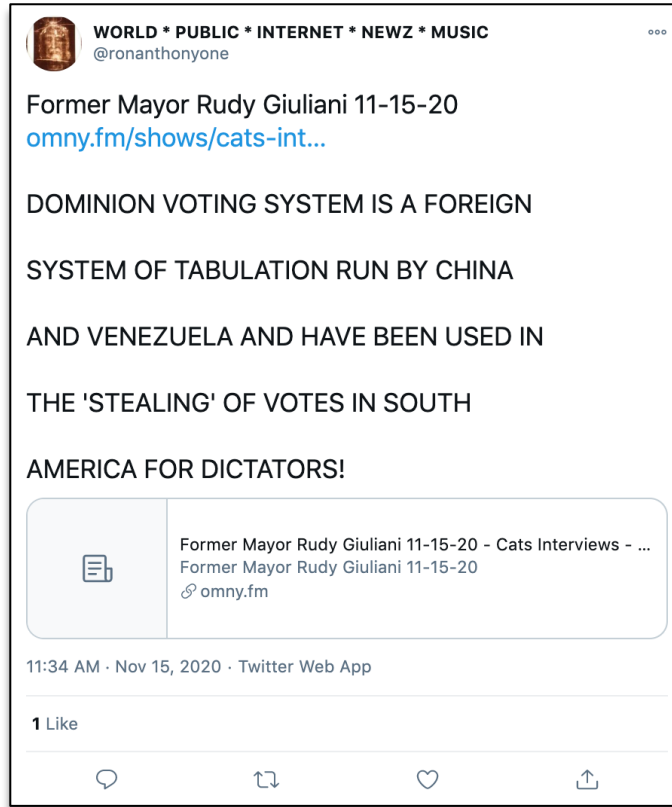 WORLD * PUBLIC * INTERNET * NEWZ * MUSIC
@ronanthonyone
Former Mayor Rudy Giuliani 11-15-20
omny.fm/shows/cats-int...
DOMINION VOTING SYSTEM IS A FOREIGN
SYSTEM OF TABULATION RUN BY CHINA
AND VENEZUELA AND HAVE BEEN USED IN
THE 'STEALING' OF VOTES IN SOUTH
AMERICA FOR DICTATORS!
Former Mayor Rudy Giuliani 11-15-20 - Cats Interviews - ...
Former Mayor Rudy Giuliani 11-15-20
omny.fm
11:34 AM · Nov 15, 2020 · Twitter Web App
1 Like